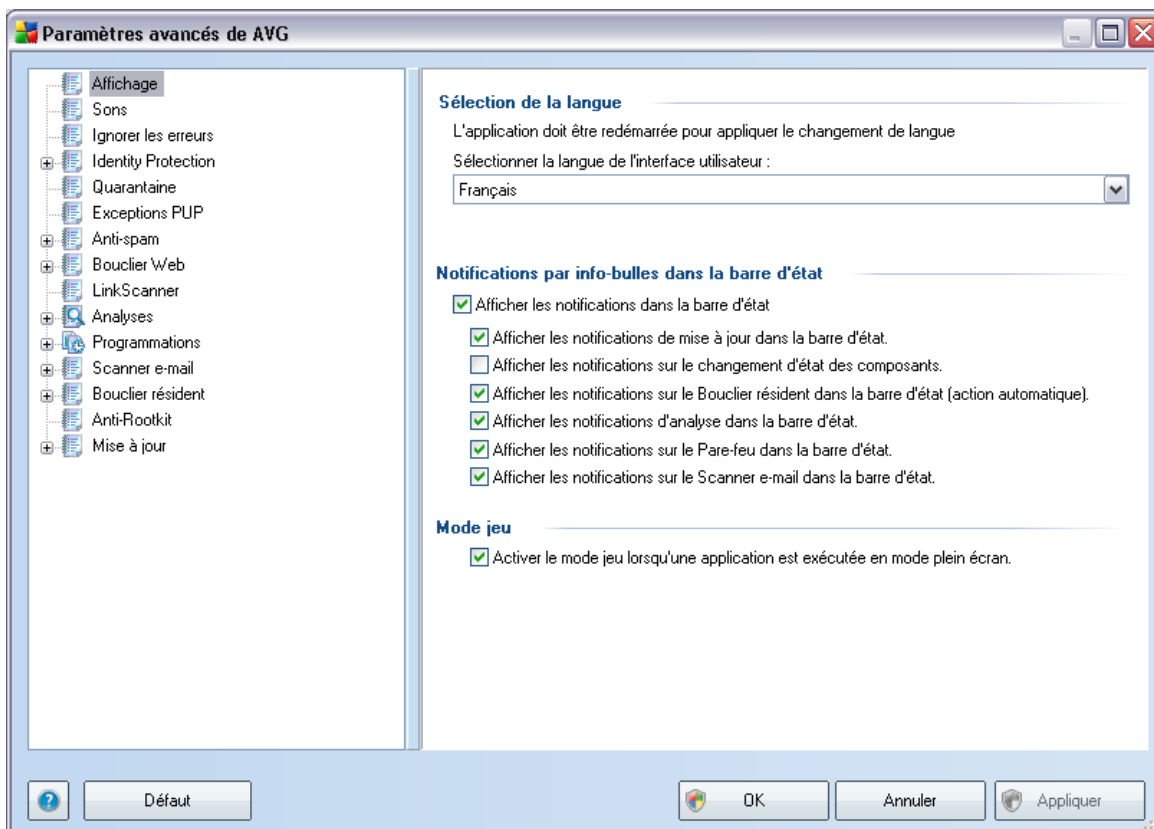 Paramètres avancés de AVG
Affichage
Sons
Ignorer les erreurs
Identity Protection
Quarantaine
Exceptions PUP
Anti-spam
Bouclier Web
LinkScanner
Analyses
Programmations
Scanner e-mail
Bouclier résident
Anti-Rootkit
Mise à jour
Sélection de la langue
L'application doit être redémarrée pour appliquer le changement de langue
Sélectionner la langue de l'interface utilisateur :
Français
Notifications par info-bulles dans la barre d'état
Afficher les notifications dans la barre d'état
Afficher les notifications de mise à jour dans la barre d'état.
Afficher les notifications sur le changement d'état des composants.
Afficher les notifications sur le Bouclier résident dans la barre d'état (action automatique).
Afficher les notifications d'analyse dans la barre d'état.
Afficher les notifications sur le Pare-feu dans la barre d'état.
Afficher les notifications sur le Scanner e-mail dans la barre d'état.
Mode jeu
Activer le mode jeu lorsqu'une application est exécutée en mode plein écran.
? Défaut OK Annuler Appliquer